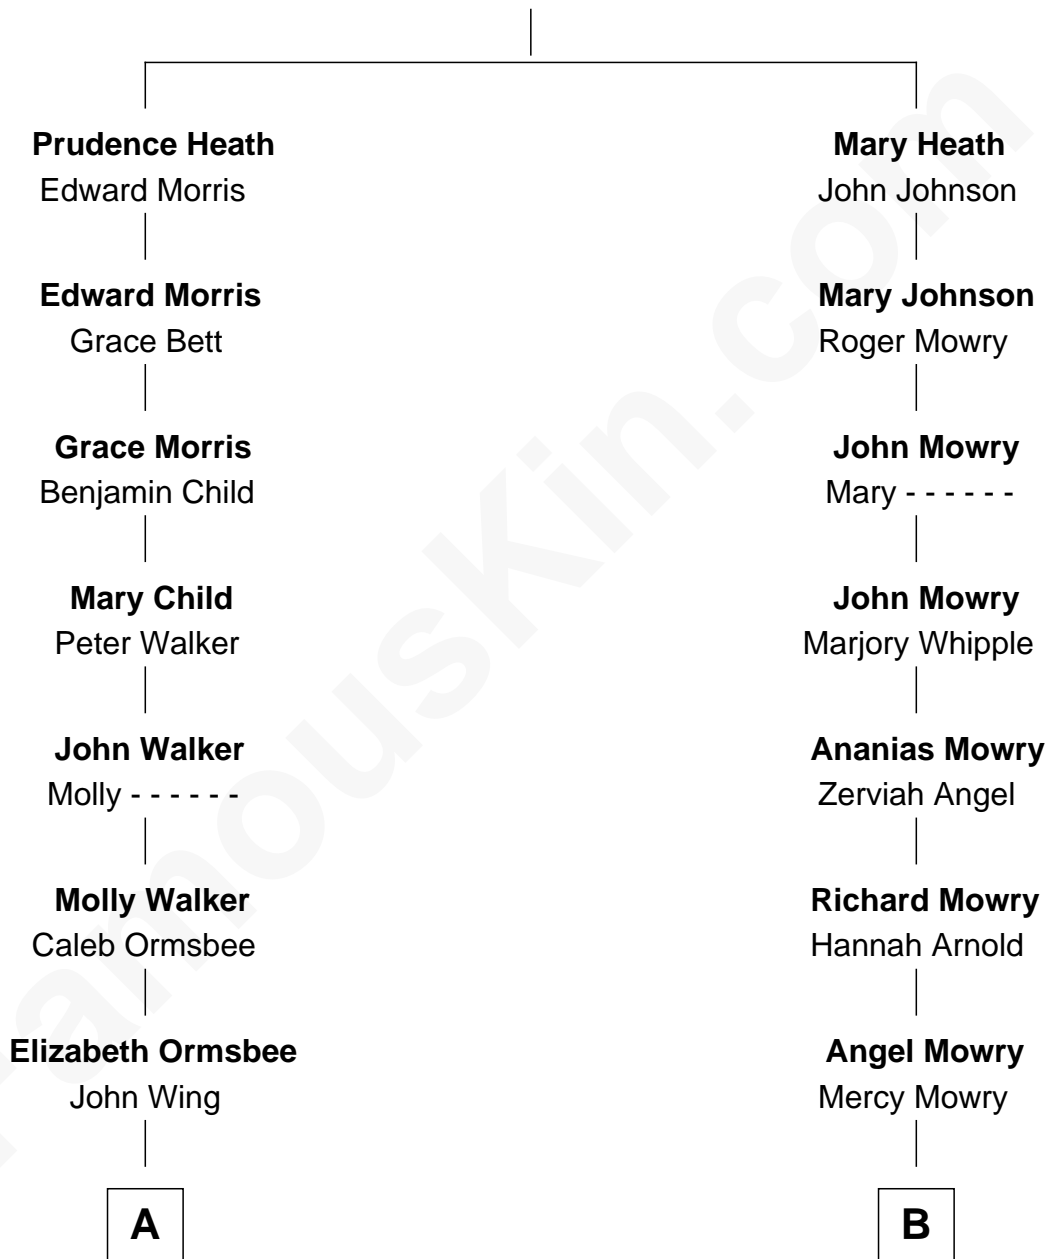 Prudence Heath
Edward Morris
Edward Morris
Grace Bett
Grace Morris
Benjamin Child
Mary Child
Peter Walker
John Walker
Molly - - - - - -
Molly Walker
Caleb Ormsbee
Elizabeth Ormsbee
John Wing
A
Mary Heath
John Johnson
Mary Johnson
Roger Mowry
John Mowry
Mary - - - - - -
John Mowry
Marjory Whipple
Ananias Mowry
Zerviah Angel
Richard Mowry
Hannah Arnold
Angel Mowry
Mercy Mowry
B
FamousKin.com